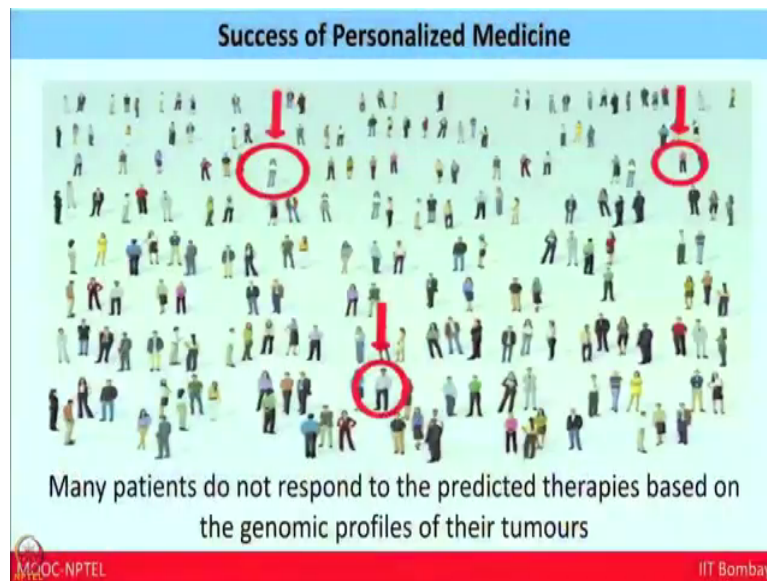 Success of Personalized Medicine
Many patients do not respond to the predicted therapies based on
the genomic profiles of their tumours
MOOC-NPTEL
IIT Bombay
NPTEL